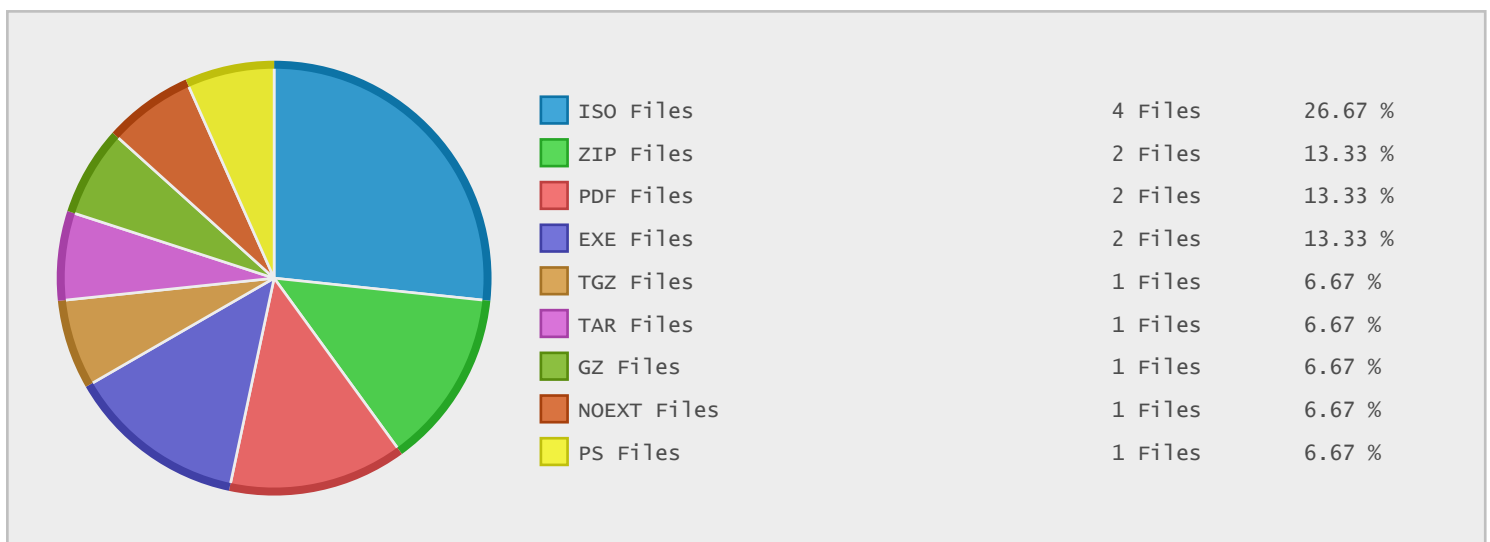 ISO Files 4 Files 26.67 %
ZIP Files 2 Files 13.33 %
PDF Files 2 Files 13.33 %
EXE Files 2 Files 13.33 %
TGZ Files 1 Files 6.67 %
TAR Files 1 Files 6.67 %
GZ Files 1 Files 6.67 %
NOEXT Files 1 Files 6.67 %
PS Files 1 Files 6.67 %